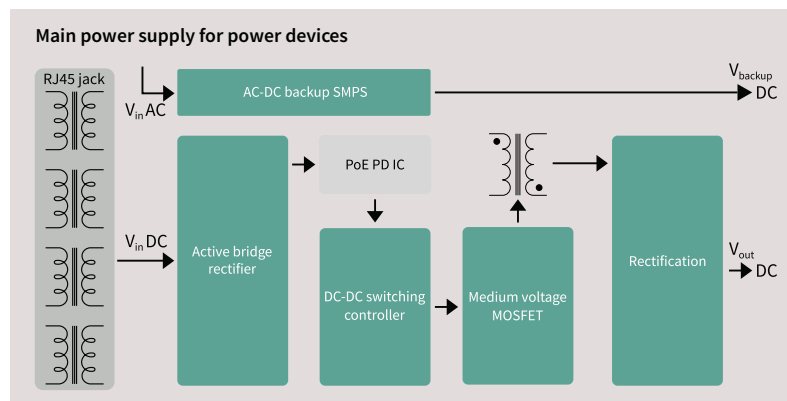 Main power supply for power devices
RJ45 jack
Vin AC
AC-DC backup SMPS
Vbackup
DC
Vin DC
Active bridge
rectifier
PoE PD IC
DC-DC switching
controller
Medium voltage
MOSFET
Rectification
Vout
DC